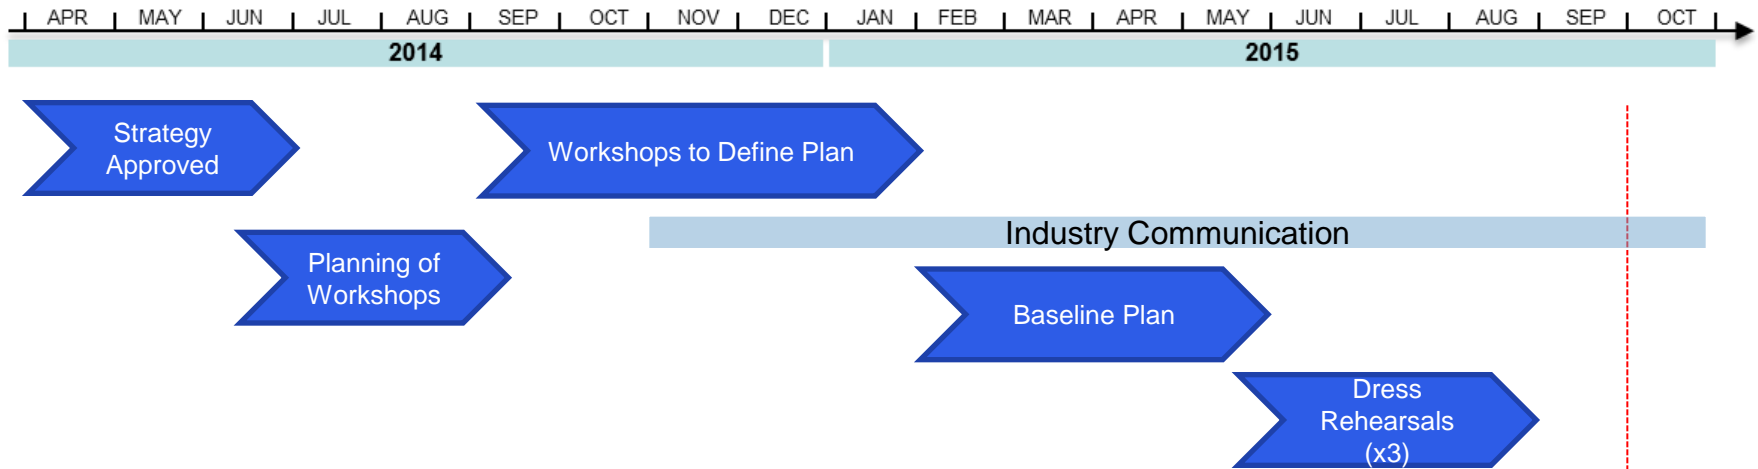 APR MAY JUN JUL AUG SEP OCT NOV DEC JAN FEB MAR APR MAY JUN JUL AUG SEP OCT
2014 2015
Strategy
Approved
Workshops to Define Plan
Industry Communication
Planning of
Workshops
Baseline Plan
Dress
Rehearsals
(x3)